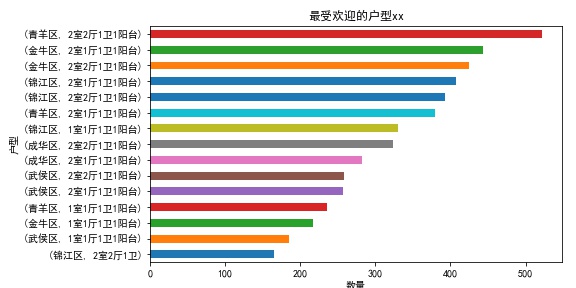 最受欢迎的户型xx
(青羊区, 2室2厅1卫1阳台)
(金牛区, 2室1厅1卫1阳台)
(金牛区, 2室2厅1卫1阳台)
(锦江区, 2室1厅1卫1阳台)
(锦江区, 2室2厅1卫1阳台)
(青羊区, 2室1厅1卫1阳台)
(锦江区, 1室1厅1卫1阳台)
(成华区, 2室2厅1卫1阳台)
(成华区, 2室1厅1卫1阳台)
(武侯区, 2室2厅1卫1阳台)
(武侯区, 2室1厅1卫1阳台)
(青羊区, 1室1厅1卫1阳台)
(金牛区, 1室1厅1卫1阳台)
(武侯区, 1室1厅1卫1阳台)
(锦江区, 2室2厅1卫)
户型
0 100 200 300 400 500
数量